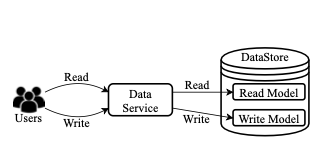 DataStore
Read
Read
Data
Service
Read Model
Users
Write
Write
Write Model